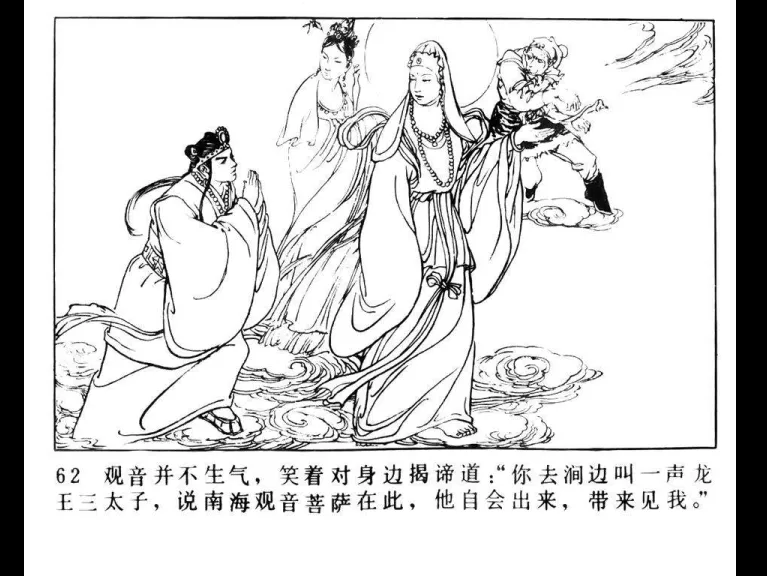 62 观音并不生气，笑着对身边揭谛道：“你去涧边叫一声龙
王三太子，说南海观音菩萨在此，他自会出来，带来见我。”